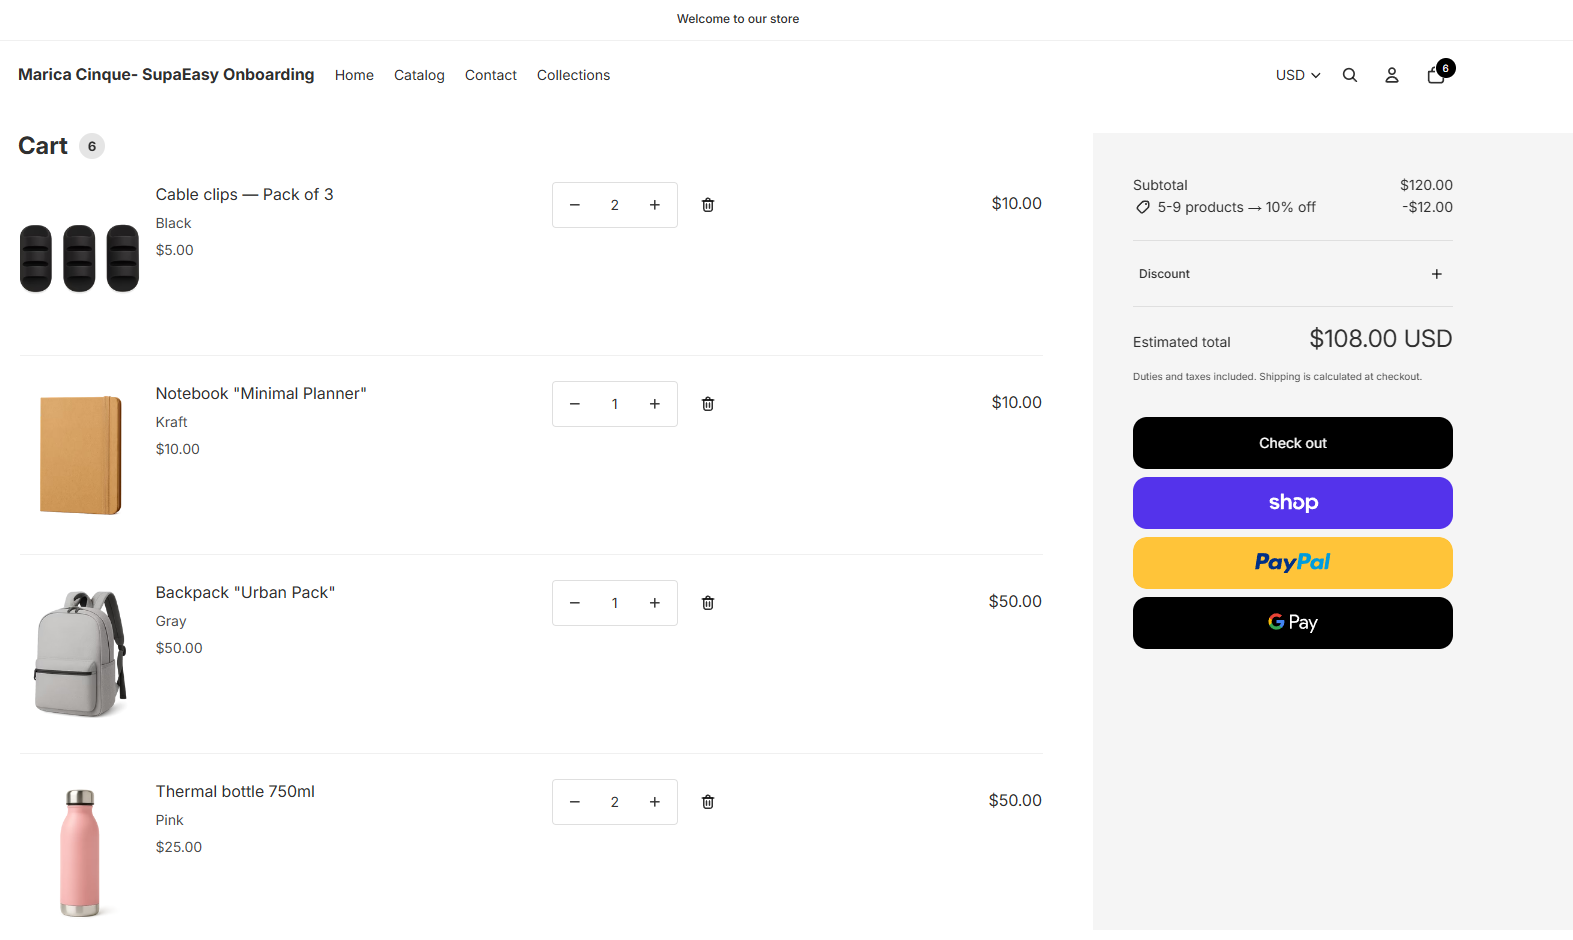 Welcome to our store
Marica Cinque- SupaEasy Onboarding
Home
Catalog
Contact
Collections
USD
6
Cart
6
Cable clips — Pack of 3
Black
$5.00
2
$10.00
Notebook "Minimal Planner"
Kraft
$10.00
1
$10.00
Backpack "Urban Pack"
Gray
$50.00
1
$50.00
Thermal bottle 750ml
Pink
$25.00
2
$50.00
Subtotal $120.00
5-9 products → 10% off -$12.00
Discount +
Estimated total $108.00 USD
Duties and taxes included. Shipping is calculated at checkout.
Check out
shop
PayPal
G Pay